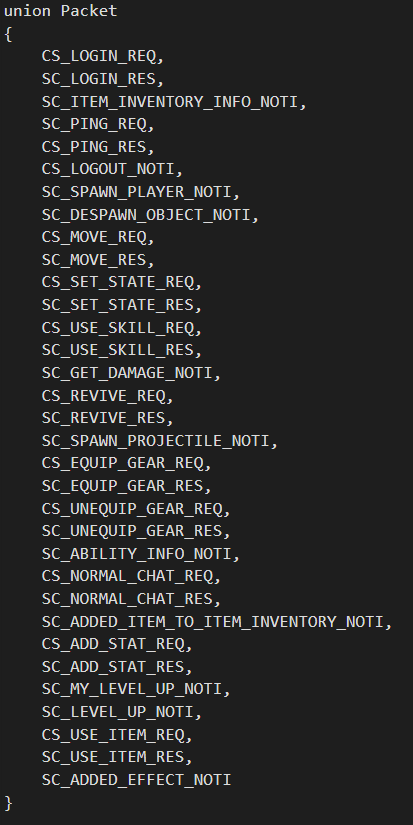 union Packet
{
    CS_LOGIN_REQ,
    SC_LOGIN_RES,
    SC_ITEM_INVENTORY_INFO_NOTI,
    SC_PING_REQ,
    CS_PING_RES,
    CS_LOGOUT_NOTI,
    SC_SPAWN_PLAYER_NOTI,
    SC_DESPAWN_OBJECT_NOTI,
    CS_MOVE_REQ,
    SC_MOVE_RES,
    CS_SET_STATE_REQ,
    SC_SET_STATE_RES,
    CS_USE_SKILL_REQ,
    SC_USE_SKILL_RES,
    SC_GET_DAMAGE_NOTI,
    CS_REVIVE_REQ,
    SC_REVIVE_RES,
    SC_SPAWN_PROJECTILE_NOTI,
    CS_EQUIP_GEAR_REQ,
    SC_EQUIP_GEAR_RES,
    CS_UNEQUIP_GEAR_REQ,
    SC_UNEQUIP_GEAR_RES,
    SC_ABILITY_INFO_NOTI,
    CS_NORMAL_CHAT_REQ,
    SC_NORMAL_CHAT_RES,
    SC_ADDED_ITEM_TO_ITEM_INVENTORY_NOTI,
    CS_ADD_STAT_REQ,
    SC_ADD_STAT_RES,
    SC_MY_LEVEL_UP_NOTI,
    SC_LEVEL_UP_NOTI,
    CS_USE_ITEM_REQ,
    SC_USE_ITEM_RES,
    SC_ADDED_EFFECT_NOTI
}